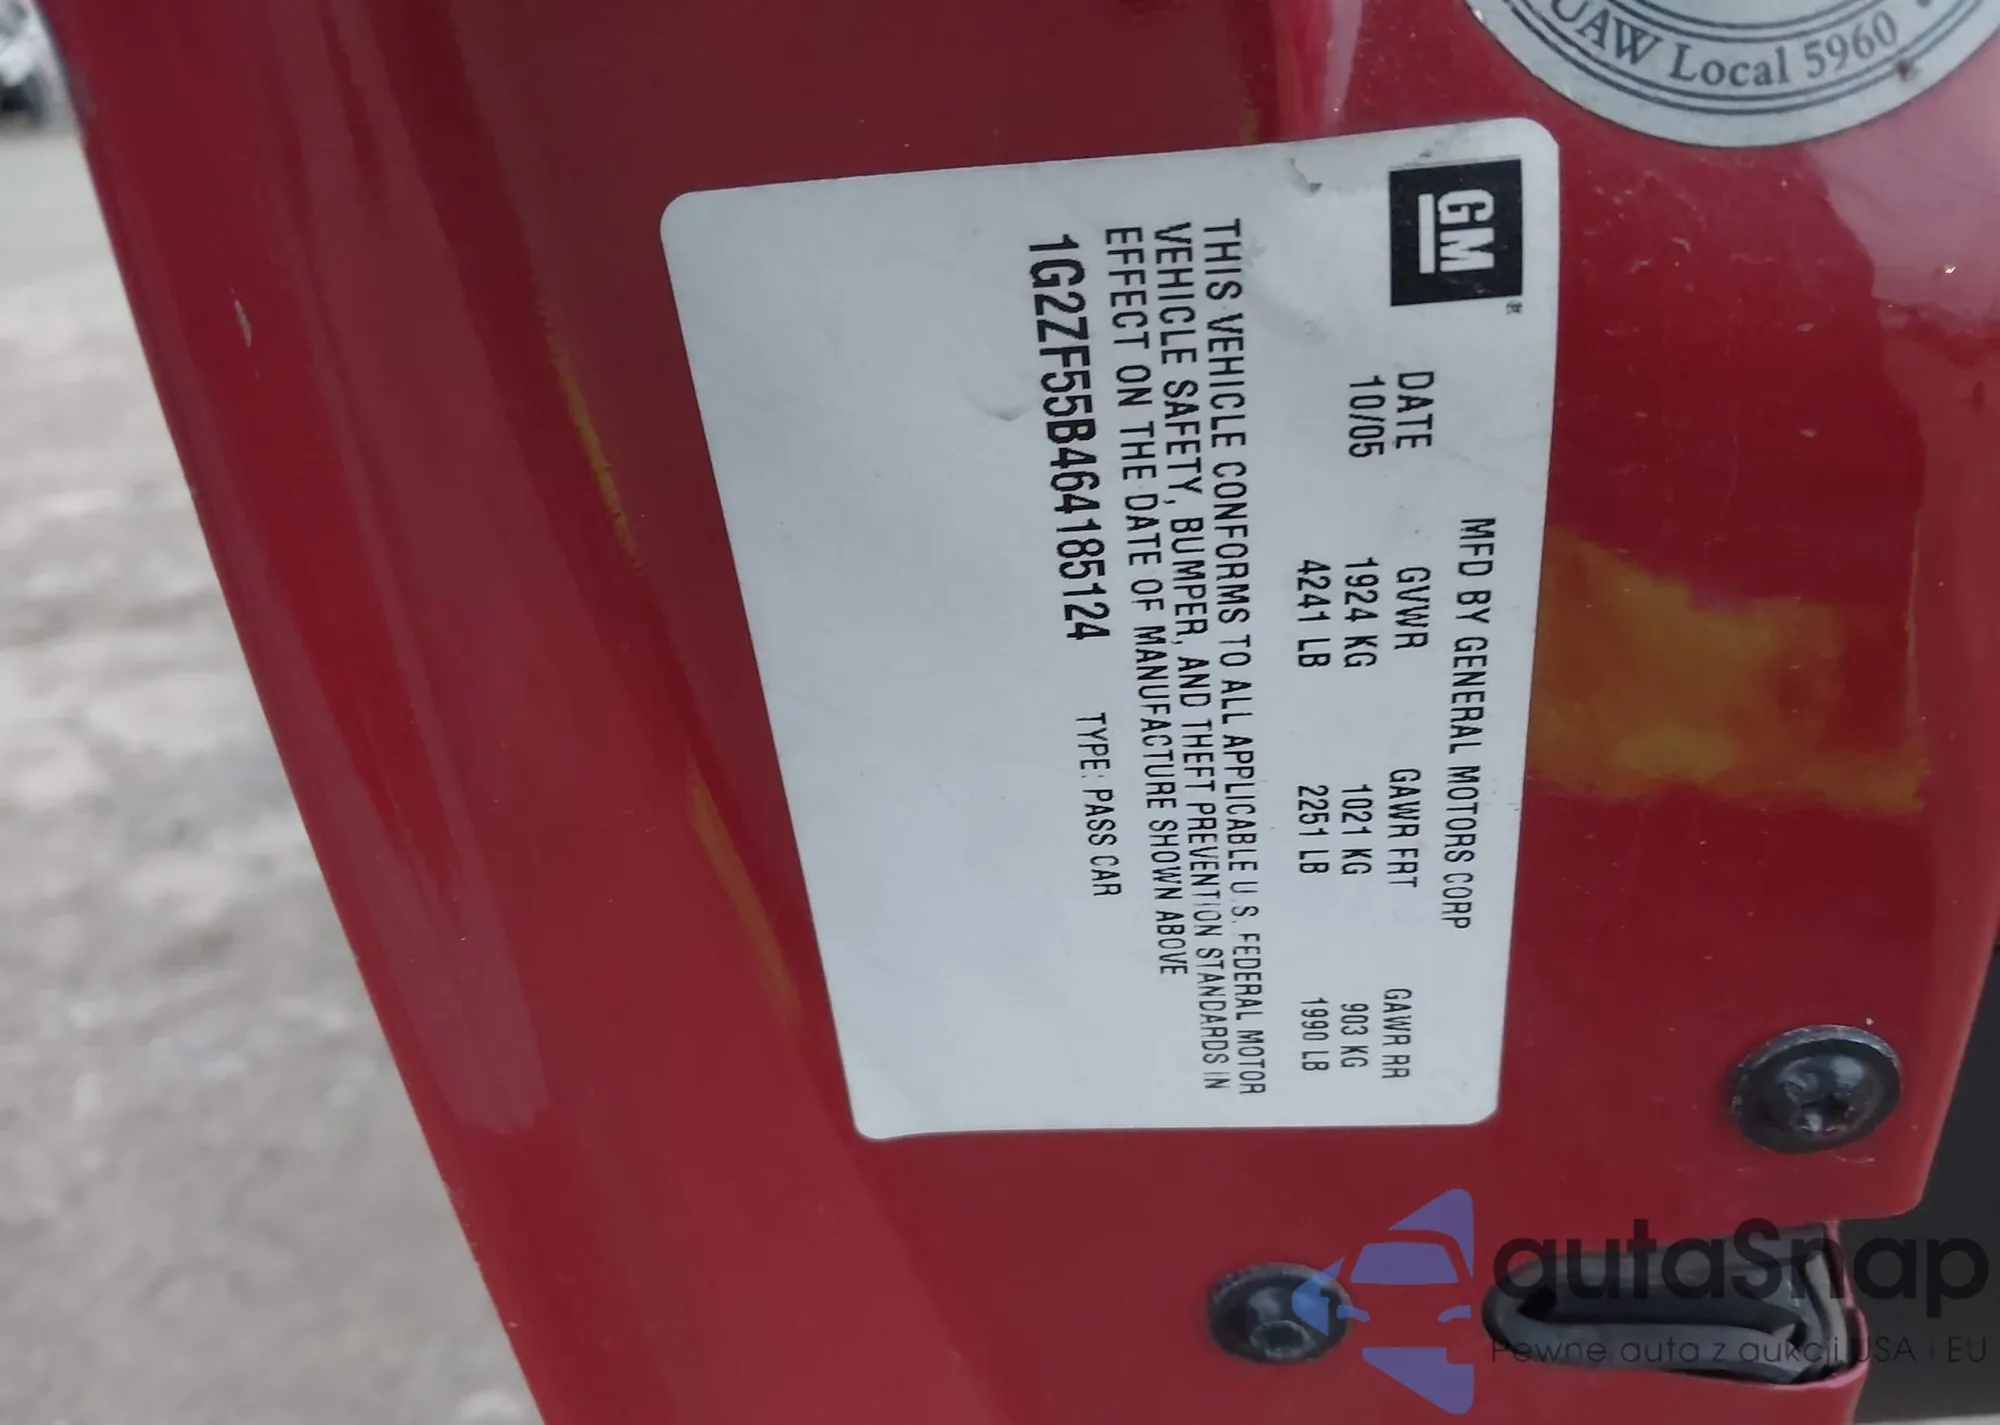 UAW Local 5960
GM
MFD BY GENERAL MOTORS CORP
DATE GVWR GAWR FRT GAWR RR
10/05 1924 KG 1021 KG 903 KG
4241 LB 2251 LB 1990 LB
THIS VEHICLE CONFORMS TO ALL APPLICABLE U.S. FEDERAL MOTOR
VEHICLE SAFETY, BUMPER, AND THEFT PREVENTION STANDARDS IN
EFFECT ON THE DATE OF MANUFACTURE SHOWN ABOVE
1G2ZF55B464185124 TYPE: PASS CAR
autaSnap
Pewne auta z aukcji USA i EU